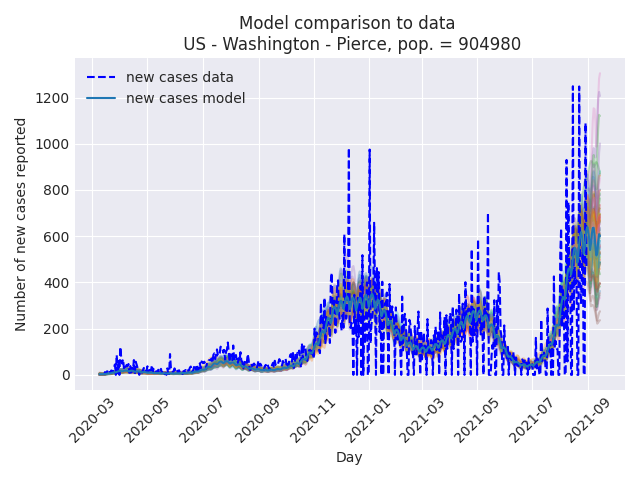 Model comparison to data
US - Washington - Pierce, pop. = 904980
new cases data
new cases model
Number of new cases reported
1200
1000
800
600
400
200
0
2020-03
2020-05
2020-07
2020-09
2020-11
2021-01
2021-03
2021-05
2021-07
2021-09
Day